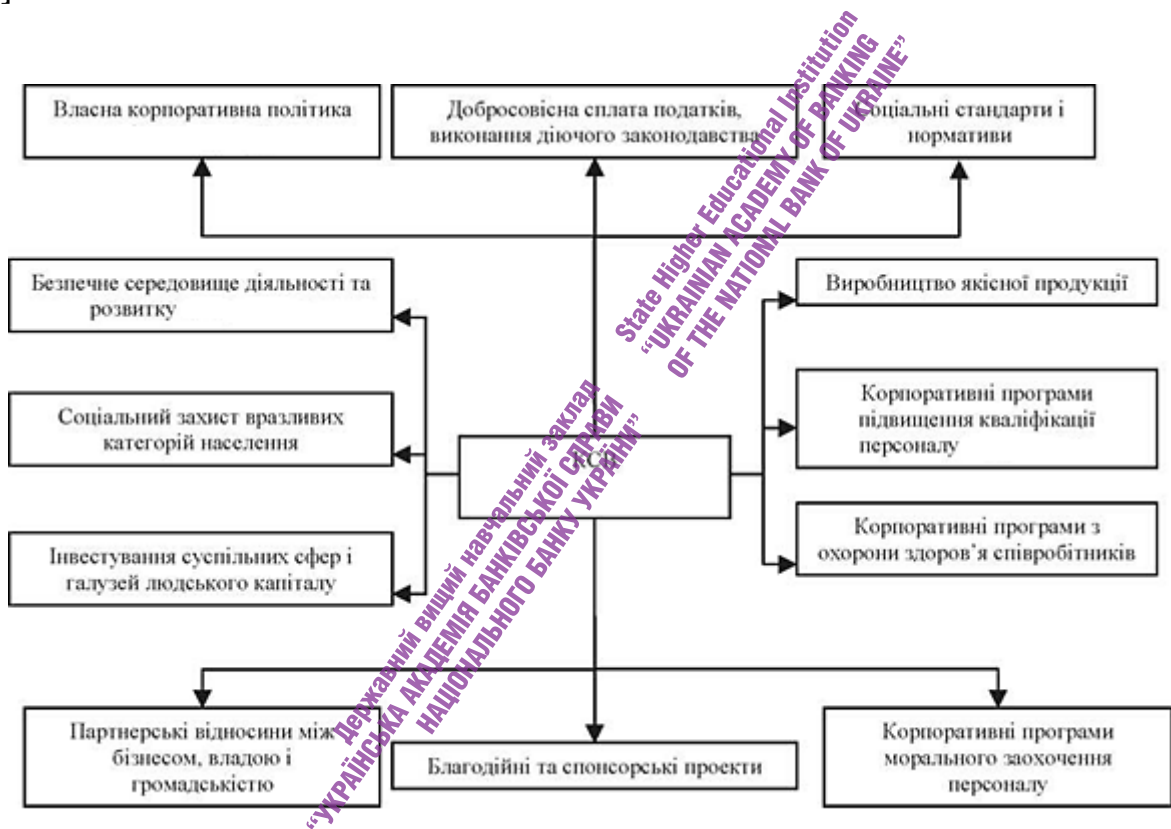 ]
Власна корпоративна політика
Добросовісна сплата податків,
виконання діючого законодавства
Соціальні стандарти і
нормативи
Безпечне середовище діяльності та
розвитку
Виробництво якісної продукції
Соціальний захист вразливих
категорій населення
Корпоративні програми
підвищення кваліфікації
персоналу
КСВ
Інвестування суспільних сфер і
галузей людського капіталу
Корпоративні програми з
охорони здоров’я співробітників
Партнерські відносини між
бізнесом, владою і
громадськістю
Благодійні та спонсорські проекти
Корпоративні програми
морального заохочення
персоналу
Державний вищий навчальний заклад
“УКРАЇНСЬКА АКАДЕМІЯ БАНКІВСЬКОЇ СПРАВИ
НАЦІОНАЛЬНОГО БАНКУ УКРАЇНИ”
State Higher Educational Institution
“UKRAINIAN ACADEMY OF BANKING
OF THE NATIONAL BANK OF UKRAINE”